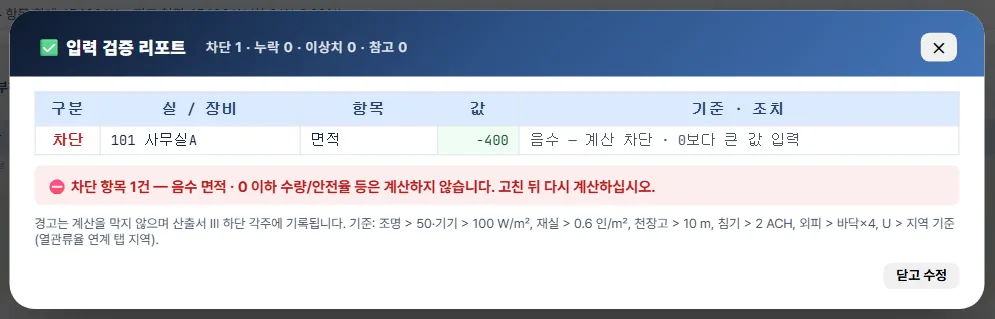 ✅ 입력 검증 리포트 차단 1 · 누락 0 · 이상치 0 · 참고 0 ×
구분 실 / 장비 항목 값 기준 · 조치
차단 101 사무실A 면적 -400 음수 — 계산 차단 · 0보다 큰 값 입력
⛔ 차단 항목 1건 — 음수 면적 · 0 이하 수량/안전율 등은 계산하지 않습니다. 고친 뒤 다시 계산하십시오.
경고는 계산을 막지 않으며 산출서 III 하단 각주에 기록됩니다. 기준: 조명 > 50·기기 > 100 W/m², 재실 > 0.6 인/m², 천장고 > 10 m, 침기 > 2 ACH, 외피 > 바닥×4, U > 지역 기준
(열관류율 연계 탭 지역).
닫고 수정